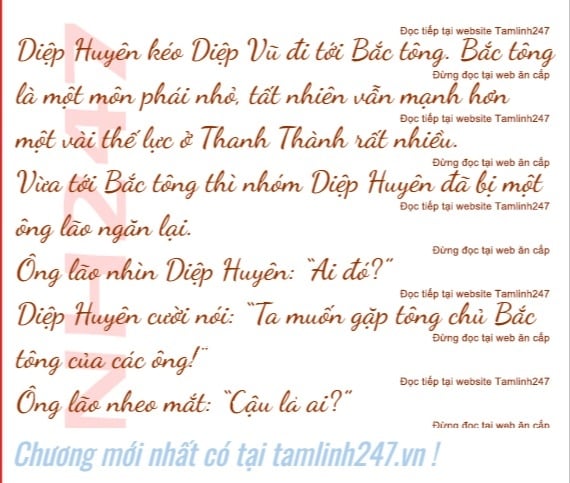 Đọc tiếp tại website Tamlinh247
Diệp Huyên kéo Diệp Vũ đi tới Bắc tông. Bắc tông
Đừng đọc tại web ăn cắp
là một môn phái nhỏ, tất nhiên vẫn mạnh hơn
Đọc tiếp tại website Tamlinh247
một vài thế lực ở Thanh Thành rất nhiều.
Đừng đọc tại web ăn cắp
Vừa tới Bắc tông thì nhóm Diệp Huyên đã bị một
Đọc tiếp tại website Tamlinh247
ông lão ngăn lại.
Đừng đọc tại web ăn cắp
Ông lão nhìn Diệp Huyên: “Ai đó?”
Đọc tiếp tại website Tamlinh247
Diệp Huyên cười nói: “Ta muốn gặp tông chủ Bắc
Đừng đọc tại web ăn cắp
tông của các ông!”
Đọc tiếp tại website Tamlinh247
Ông lão nheo mắt: “Cậu là ai?”
Đừng đọc tại web ăn cắp
NH247
Chương mới nhất có tại tamlinh247.vn !